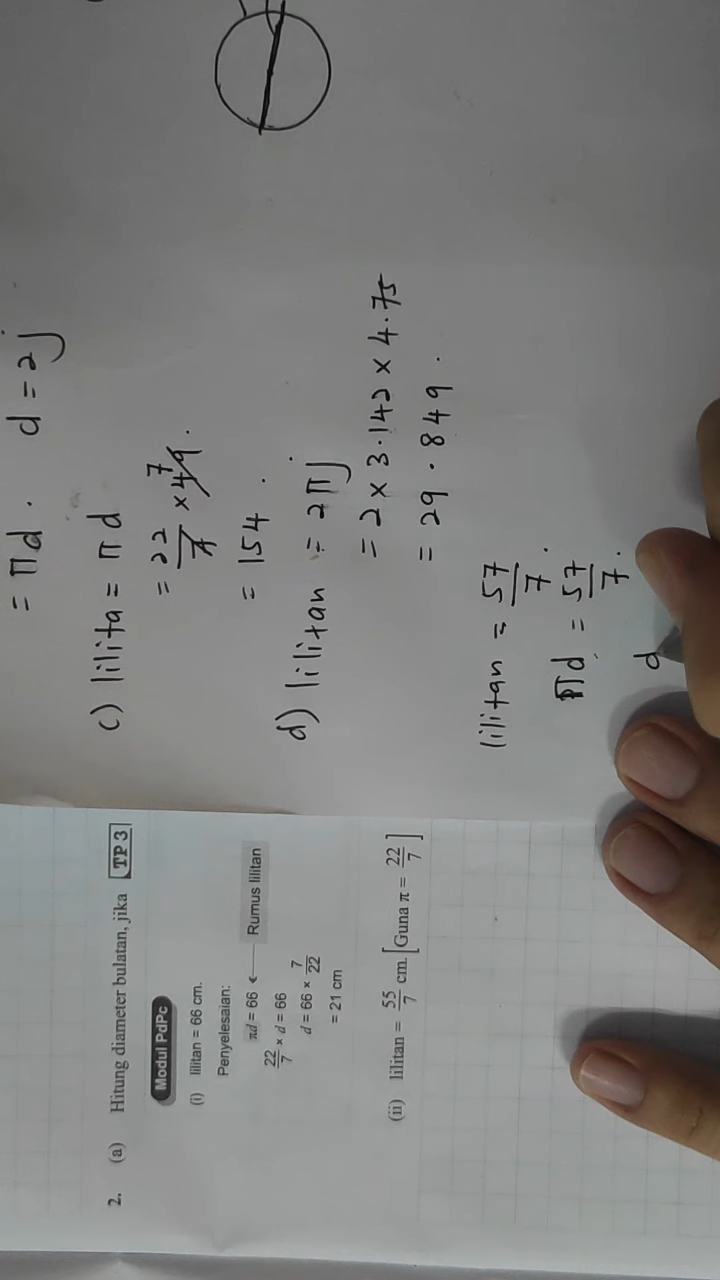 2. (a) Hitung diameter bulatan, jika TP 3
Modul PdPc
(i) lilitan = 66 cm.
Penyelesaian:
πd = 66 ← Rumus lilitan
22/7 × d = 66
d = 66 × 7/22
= 21 cm
(ii) lilitan = 55/7 cm. [Guna π = 22/7]
= πd . d = 2j
c) lilita = πd
= 22/7 × 49 7 .
= 154 .
d) lilitan = 2πj
= 2 × 3.142 × 4.75
= 29.849 .
lilitan = 57/7 .
πd = 57/7 .
d